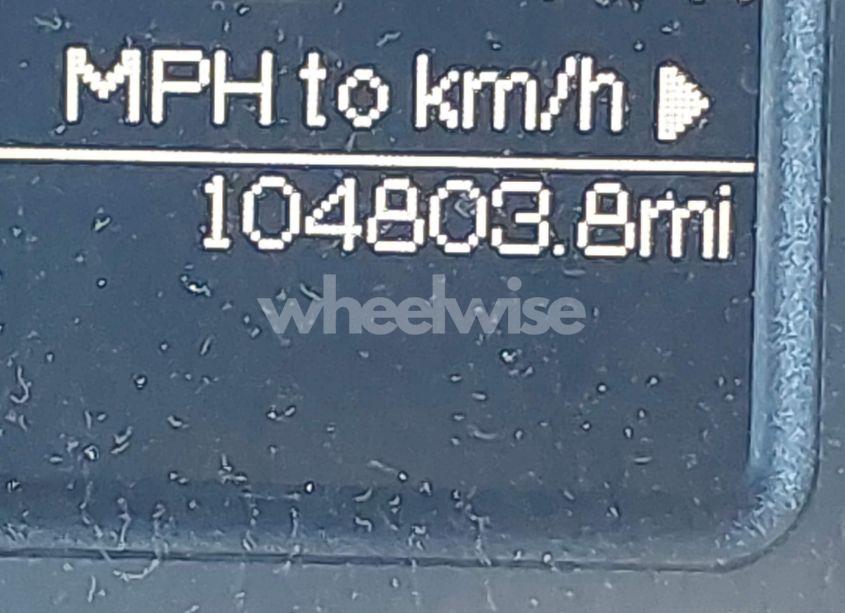 MPH to km/h ▶
104803.8mi
wheelwise